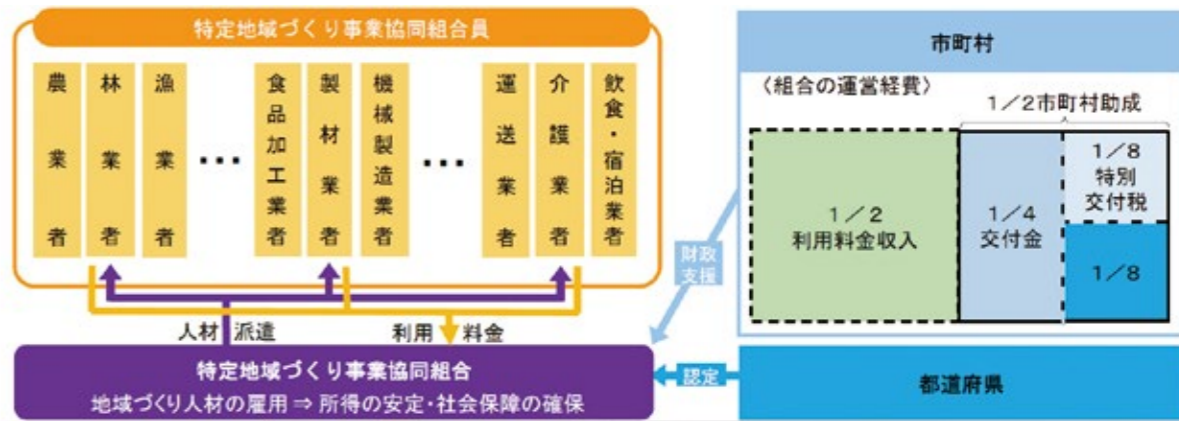 特定地域づくり事業協同組合員
農業者
林業者
漁業者
･･･
食品加工業者
製材業者
機械製造業者
･･･
運送業者
介護業者
飲食・宿泊業者
人材派遣
利用料金
特定地域づくり事業協同組合
地域づくり人材の雇用⇒所得の安定・社会保障の確保
財政
支援
認定
市町村
〈組合の運営経費〉
1／2市町村助成
1／2
利用料金収入
1／4
交付金
1／8
特別
交付税
1／8
都道府県